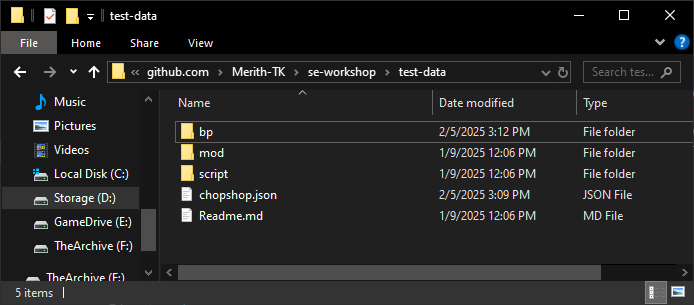 test-data
File Home Share View
« github.com > Merith-TK > se-workshop > test-data
Search tes...
Music
Pictures
Videos
Local Disk (C:)
Storage (D:)
GameDrive (E:)
TheArchive (F:)
TheArchive (F:)
Name Date modified Type
bp 2/5/2025 3:12 PM File folder
mod 1/9/2025 12:06 PM File folder
script 1/9/2025 12:06 PM File folder
chopshop.json 2/5/2025 3:09 PM JSON File
Readme.md 1/9/2025 12:06 PM MD File
5 items